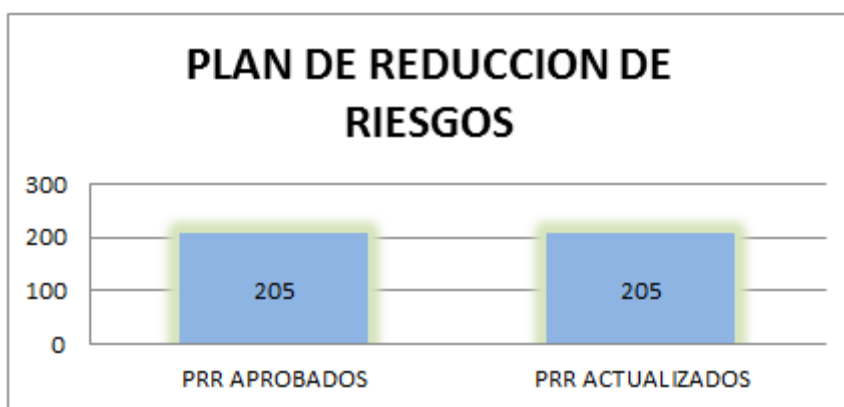 PLAN DE REDUCCION DE
RIESGOS
300
200
100
0
205
205
PRR APROBADOS
PRR ACTUALIZADOS